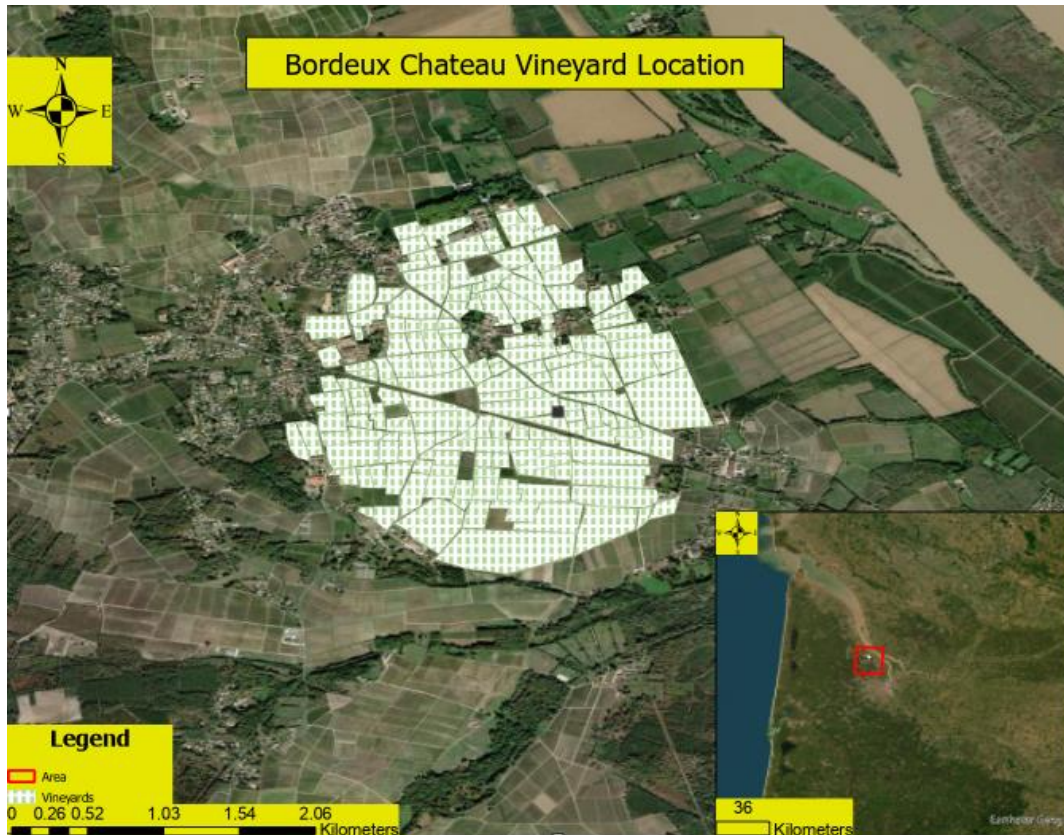 Bordeux Chateau Vineyard Location
N
W E
S
N
S
Legend
Area
Vineyards
0 0.26 0.52 1.03 1.54 2.06
Kilometers
36
Kilometers